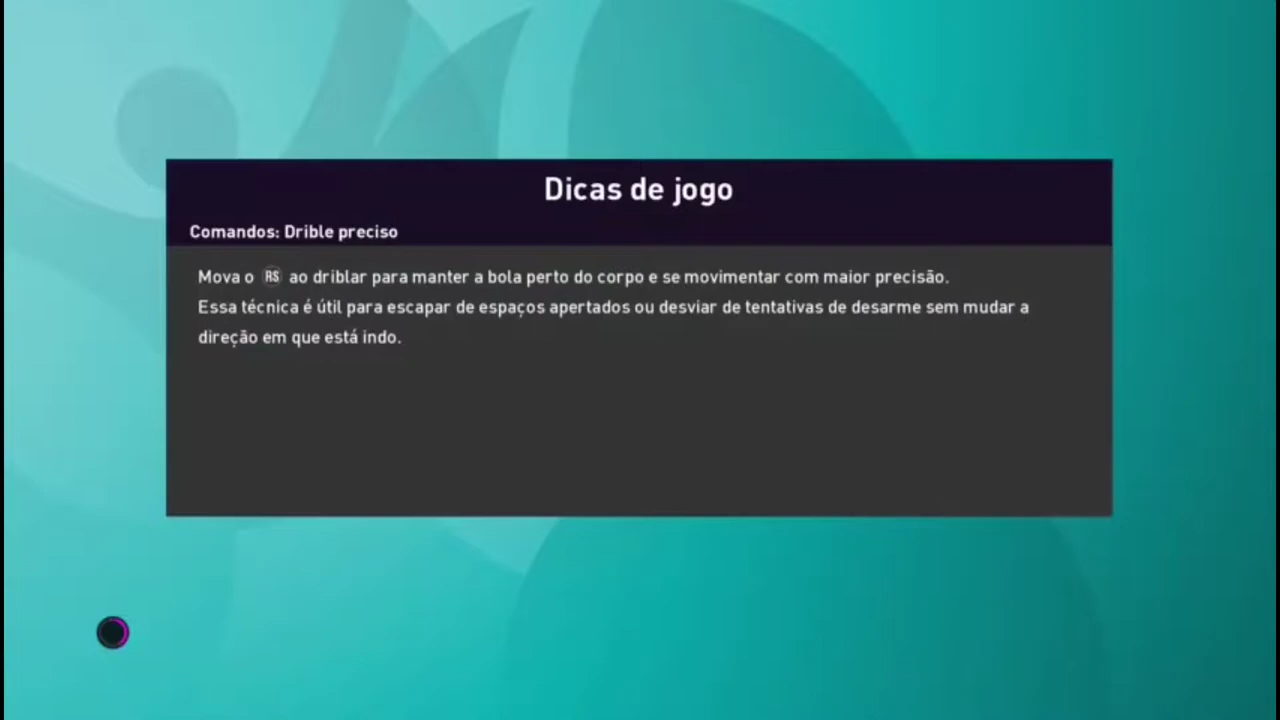 Dicas de jogo
Comandos: Drible preciso
Mova o RS ao driblar para manter a bola perto do corpo e se movimentar com maior precisão.
Essa técnica é útil para escapar de espaços apertados ou desviar de tentativas de desarme sem mudar a
direção em que está indo.